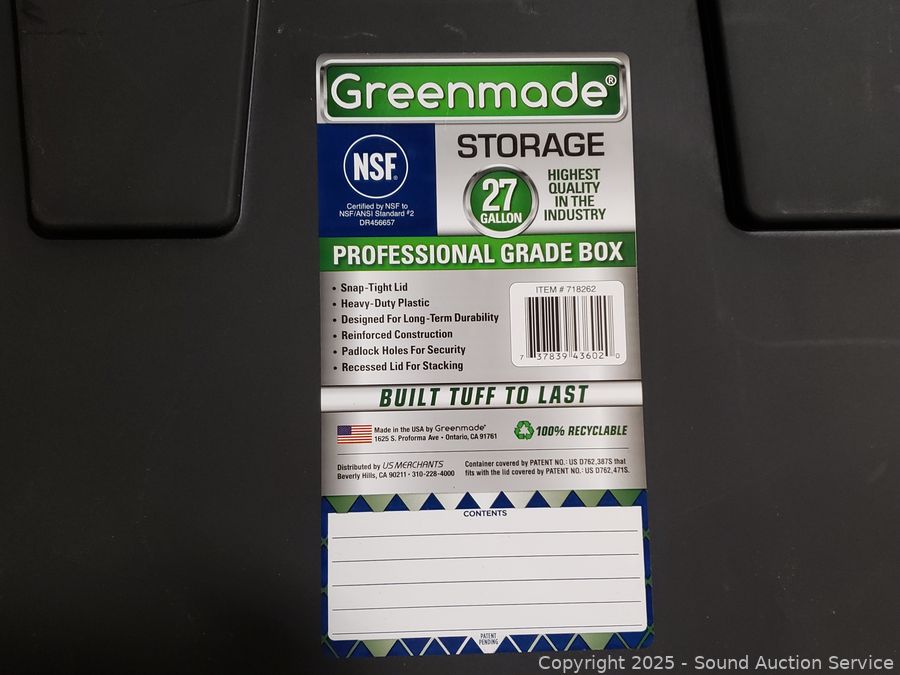 Greenmade®
NSF®
Certified by NSF to
NSF/ANSI Standard #2
DR456657
STORAGE
27
GALLON
HIGHEST
QUALITY
IN THE
INDUSTRY
PROFESSIONAL GRADE BOX
• Snap-Tight Lid
• Heavy-Duty Plastic
• Designed For Long-Term Durability
• Reinforced Construction
• Padlock Holes For Security
• Recessed Lid For Stacking
ITEM # 718262
7 37839 43602 0
BUILT TUFF TO LAST
Made in the USA by Greenmade®
1625 S. Proforma Ave • Ontario, CA 91761
100% RECYCLABLE
Distributed by US MERCHANTS
Beverly Hills, CA 90211 • 310-228-4000
Container covered by PATENT NO.: US D762,387S that
fits with the lid covered by PATENT NO.: US D762,471S.
CONTENTS
PATENT
PENDING
Copyright 2025 - Sound Auction Service